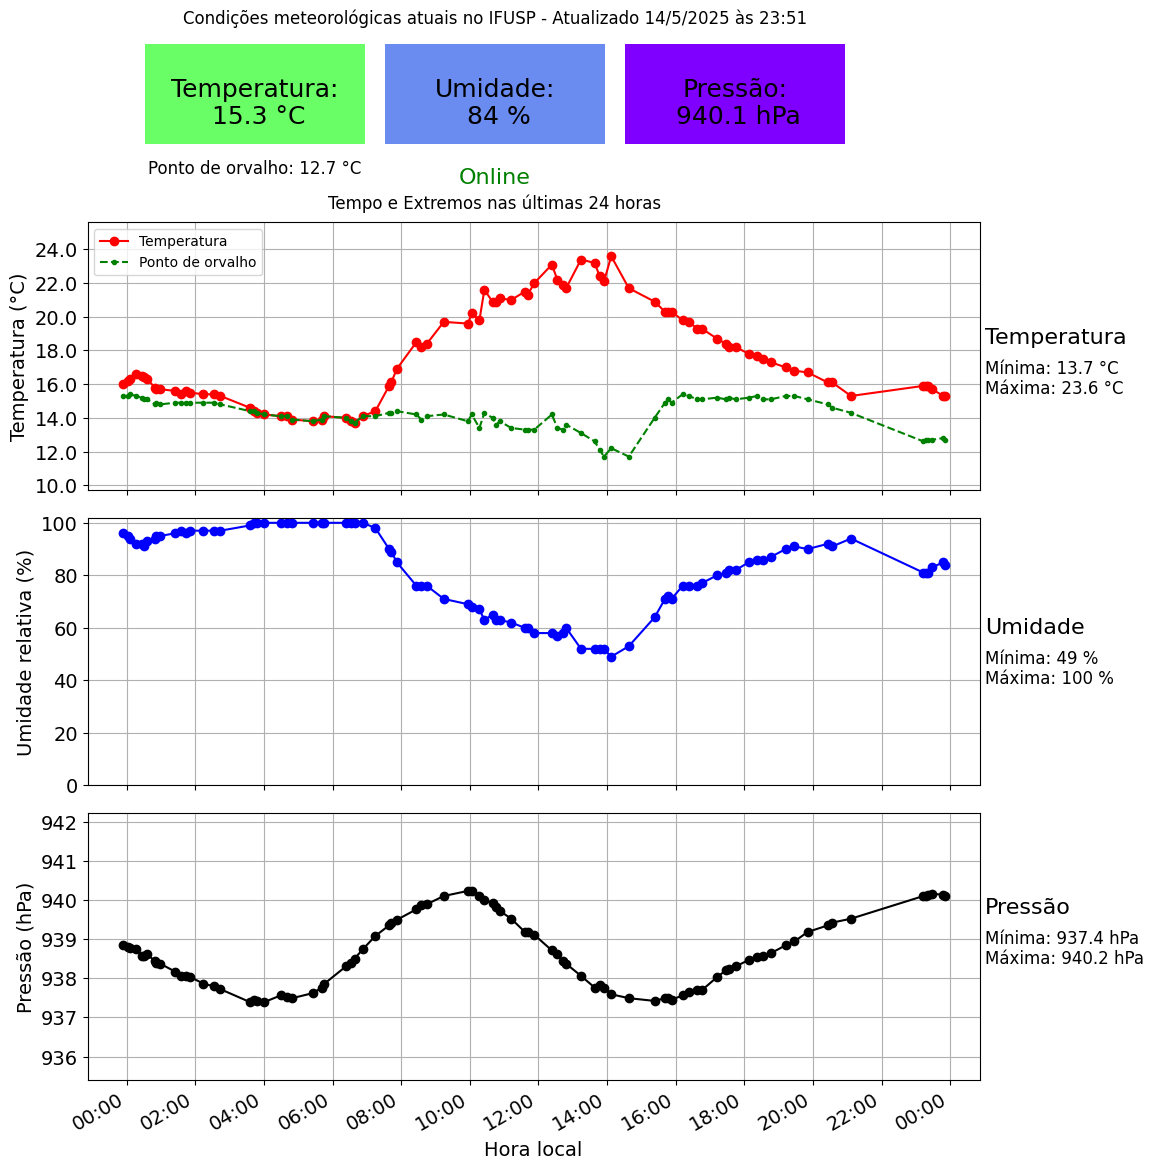 Condições meteorológicas atuais no IFUSP - Atualizado 14/5/2025 às 23:51
Temperatura:
15.3 °C
Umidade:
84 %
Pressão:
940.1 hPa
Ponto de orvalho: 12.7 °C
Online
Tempo e Extremos nas últimas 24 horas
Temperatura (°C)
24.0
22.0
20.0
18.0
16.0
14.0
12.0
10.0
Temperatura
Ponto de orvalho
Temperatura
Mínima: 13.7 °C
Máxima: 23.6 °C
Umidade relativa (%)
100
80
60
40
20
0
Umidade
Mínima: 49 %
Máxima: 100 %
Pressão (hPa)
942
941
940
939
938
937
936
Pressão
Mínima: 937.4 hPa
Máxima: 940.2 hPa
00:00 02:00 04:00 06:00 08:00 10:00 12:00 14:00 16:00 18:00 20:00 22:00 00:00
Hora local